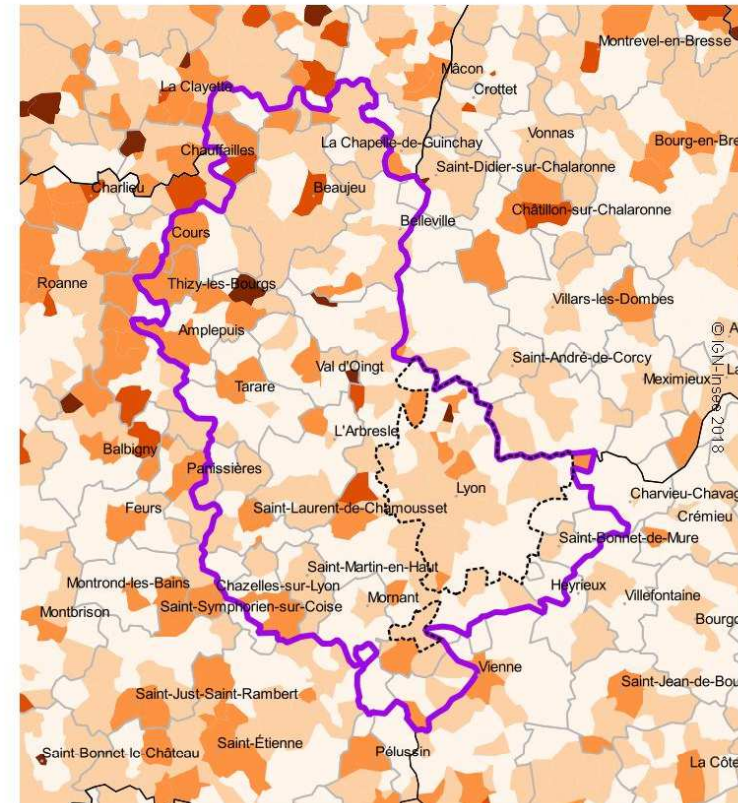 Montrevel-en-Bresse
Mâcon
La Clayette
Crottet
Vonnas
La Chapelle-de-Guinchay
Bourg-en-Bre
Chauffailles
Saint-Didier-sur-Chalaronne
Charlieu
Beaujeu
Châtillon-sur-Chalaronne
Belleville
Cours
Roanne
Thizy-les-Bourgs
Villars-les-Dombes
Amplepuis
Saint-André-de-Corcy
Val d'Oingt
Meximieux
La
A
Tarare
© IGN-Insee 2018
L'Arbresle
Balbigny
Panissières
Lyon
Charvieu-Chavag
Feurs
Saint-Laurent-de-Chamousset
Crémieu
Saint-Bonnet-de-Mure
Saint-Martin-en-Haut
Montrond-les-Bains
Chazelles-sur-Lyon
Heyrieux
Villefontaine
Mornant
Montbrison
Saint-Symphorien-sur-Coise
Bourgo
Vienne
Saint-Just-Saint-Rambert
Saint-Jean-de-Bou
Saint-Étienne
Saint-Bonnet-le-Château
Pélussin
La Côte